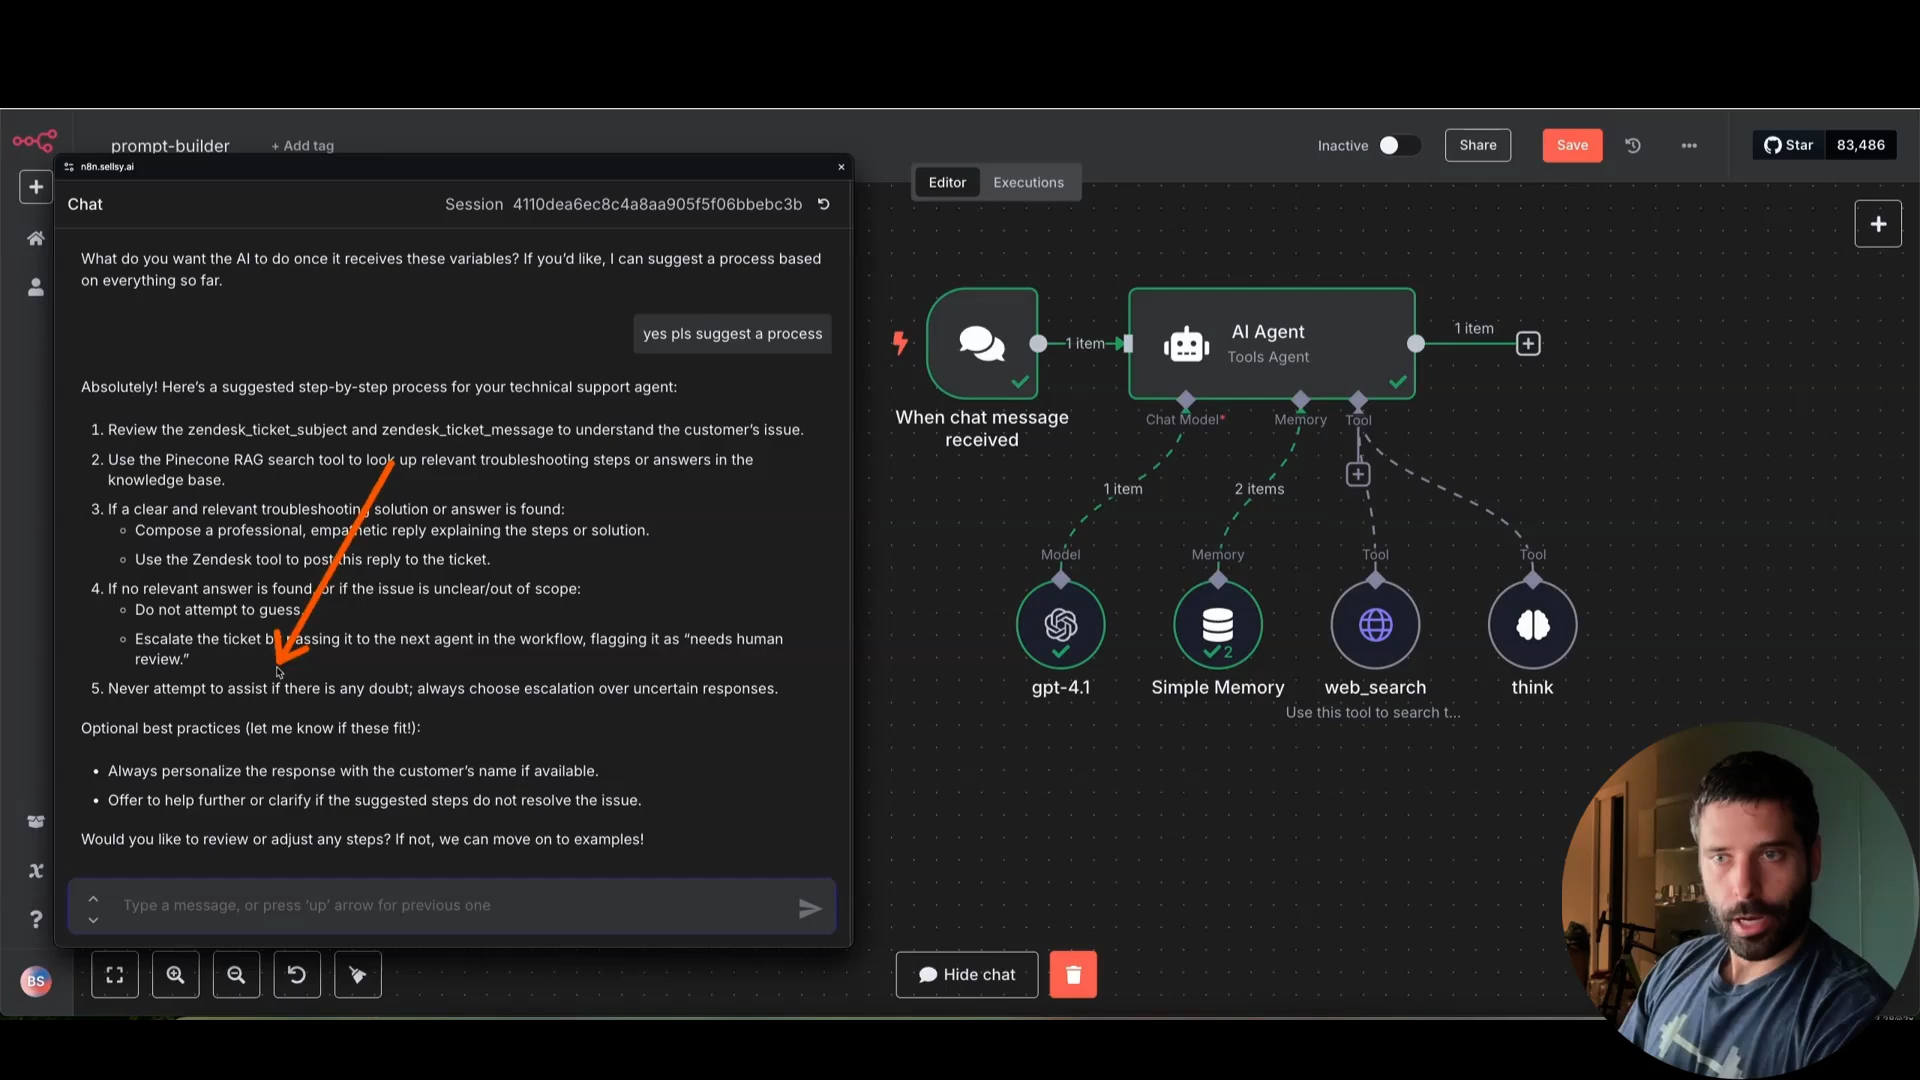 prompt-builder
+ Add tag
Inactive
Share
Save
Star
83,486
n8n.sellsy.ai
Editor
Executions
Chat
Session 4110dea6ec8c4a8aa905f5f06bbebc3b
What do you want the AI to do once it receives these variables? If you’d like, I can suggest a process based
on everything so far.
yes pls suggest a process
Absolutely! Here’s a suggested step-by-step process for your technical support agent:
1. Review the zendesk_ticket_subject and zendesk_ticket_message to understand the customer’s issue.
2. Use the Pinecone RAG search tool to look up relevant troubleshooting steps or answers in the
knowledge base.
3. If a clear and relevant troubleshooting solution or answer is found:
Compose a professional, empathetic reply explaining the steps or solution.
Use the Zendesk tool to post this reply to the ticket.
4. If no relevant answer is found, or if the issue is unclear/out of scope:
Do not attempt to guess.
Escalate the ticket by passing it to the next agent in the workflow, flagging it as “needs human
review.”
5. Never attempt to assist if there is any doubt; always choose escalation over uncertain responses.
Optional best practices (let me know if these fit!):
• Always personalize the response with the customer’s name if available.
• Offer to help further or clarify if the suggested steps do not resolve the issue.
Would you like to review or adjust any steps? If not, we can move on to examples!
Type a message, or press ‘up’ arrow for previous one
BS
1 item
AI Agent
Tools Agent
1 item
When chat message
received
Chat Model*
Memory
Tool
1 item
2 items
Model
Memory
Tool
Tool
2
gpt-4.1
Simple Memory
web_search
think
Use this tool to search t...
Hide chat